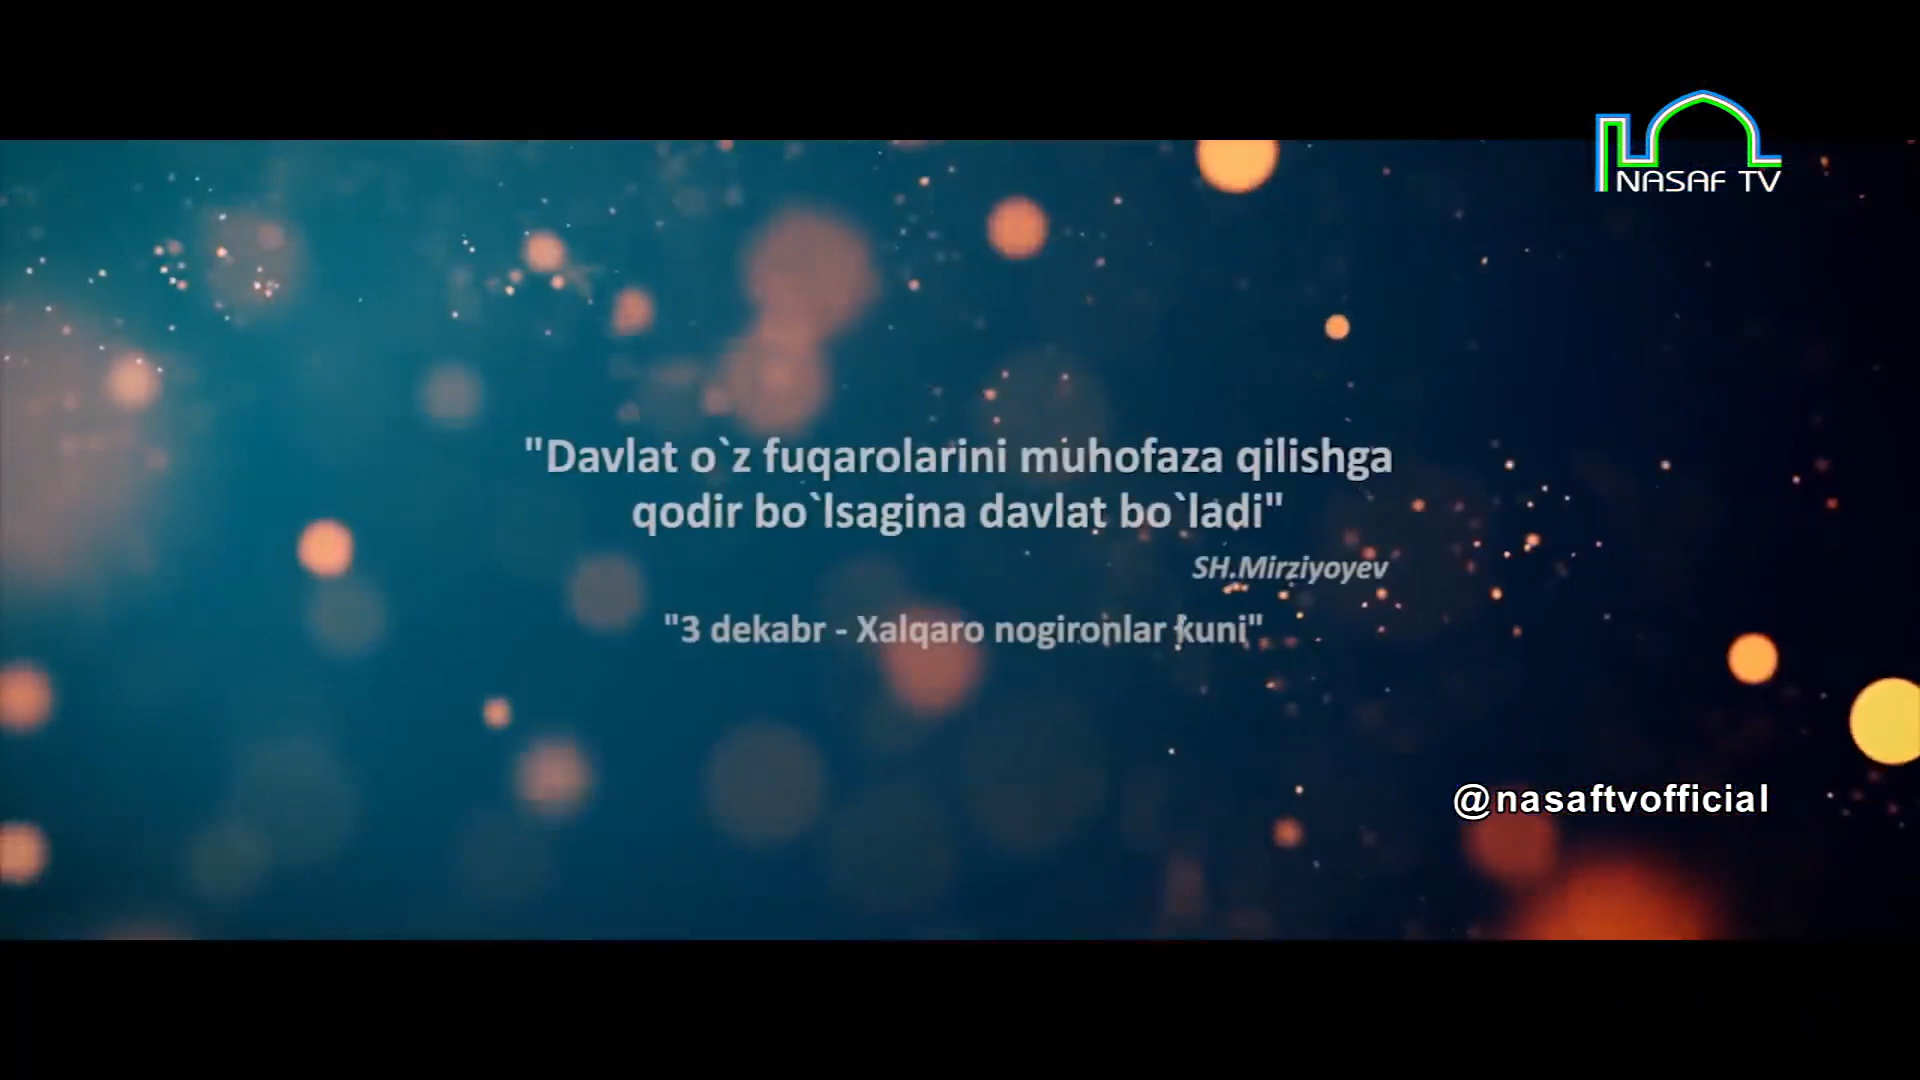 NASAF TV
"Davlat o`z fuqarolarini muhofaza qilishga
qodir bo`lsagina davlat bo`ladi"
SH.Mirziyoyev
"3 dekabr - Xalqaro nogironlar kuni"
@nasaftvofficial